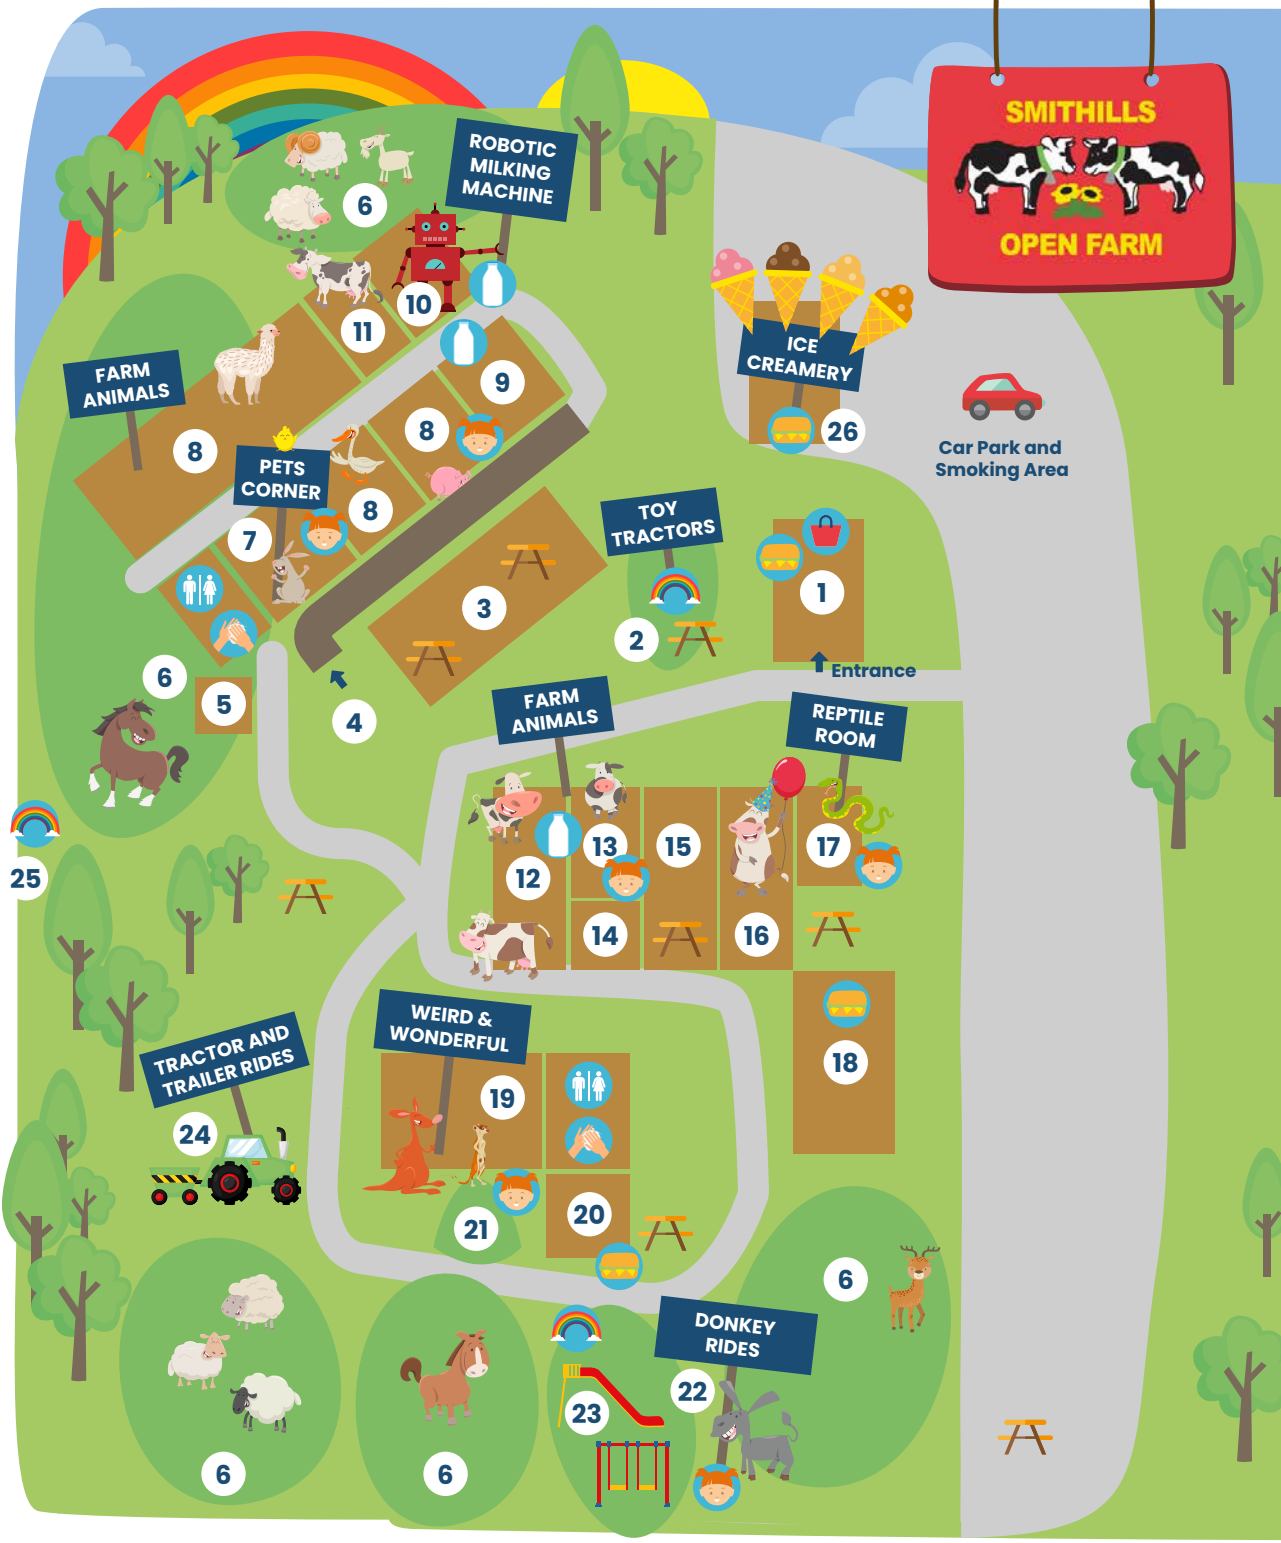 SMITHILLS
OPEN FARM
ROBOTIC
MILKING
MACHINE
6
10
11
9
ICE
CREAMERY
26
Car Park and
Smoking Area
FARM
ANIMALS
8
8
PETS
CORNER
8
7
TOY
TRACTORS
1
3
2
Entrance
6
5
4
FARM
ANIMALS
REPTILE
ROOM
25
12
13
15
17
14
16
WEIRD &
WONDERFUL
18
19
TRACTOR AND
TRAILER RIDES
24
20
21
6
DONKEY
RIDES
22
23
6
6